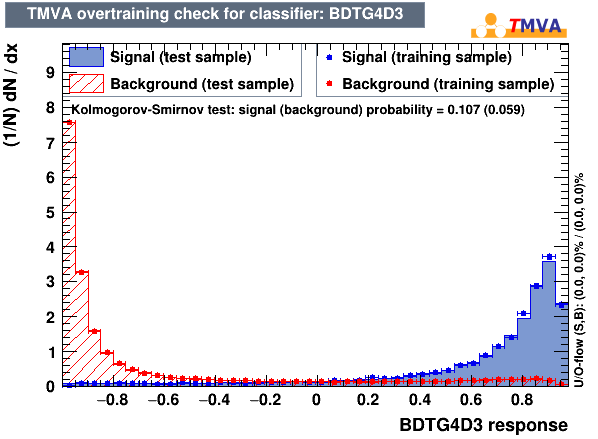 TMVA overtraining check for classifier: BDTG4D3
TMVA
Signal (test sample)
Signal (training sample)
Background (test sample)
Background (training sample)
Kolmogorov-Smirnov test: signal (background) probability = 0.107 (0.059)
(1/N) dN / dx
9
8
7
6
5
4
3
2
1
0
−0.8 −0.6 −0.4 −0.2 0 0.2 0.4 0.6 0.8
BDTG4D3 response
U/O-flow (S,B): (0.0, 0.0)% / (0.0, 0.0)%